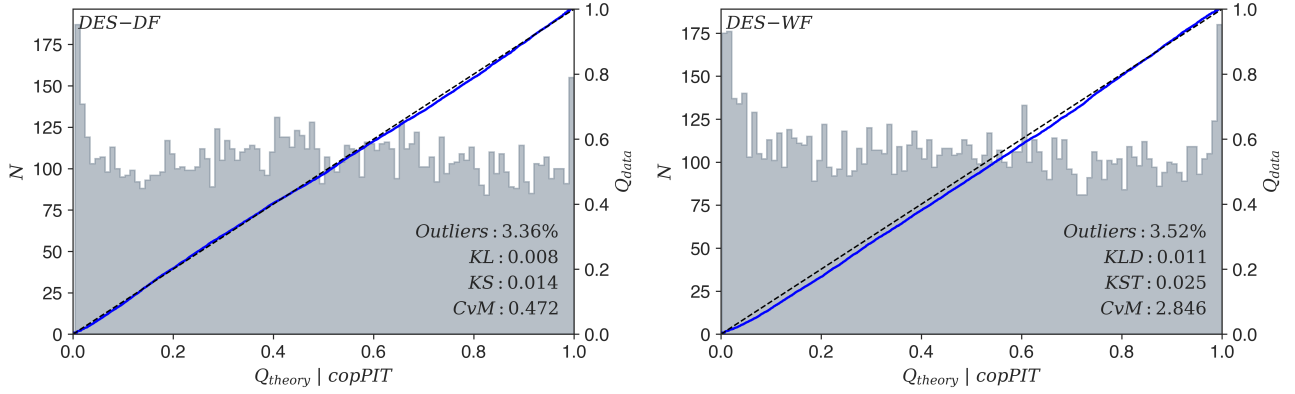 DES−DF
175
150
125
100
75
50
25
0
N
1.0
0.8
0.6
0.4
0.2
0.0
Q_data
Outliers : 3.36%
KL : 0.008
KS : 0.014
CvM : 0.472
0.0 0.2 0.4 0.6 0.8 1.0
Q_theory | copPIT
DES−WF
175
150
125
100
75
50
25
0
N
1.0
0.8
0.6
0.4
0.2
0.0
Q_data
Outliers : 3.52%
KLD : 0.011
KST : 0.025
CvM : 2.846
0.0 0.2 0.4 0.6 0.8 1.0
Q_theory | copPIT